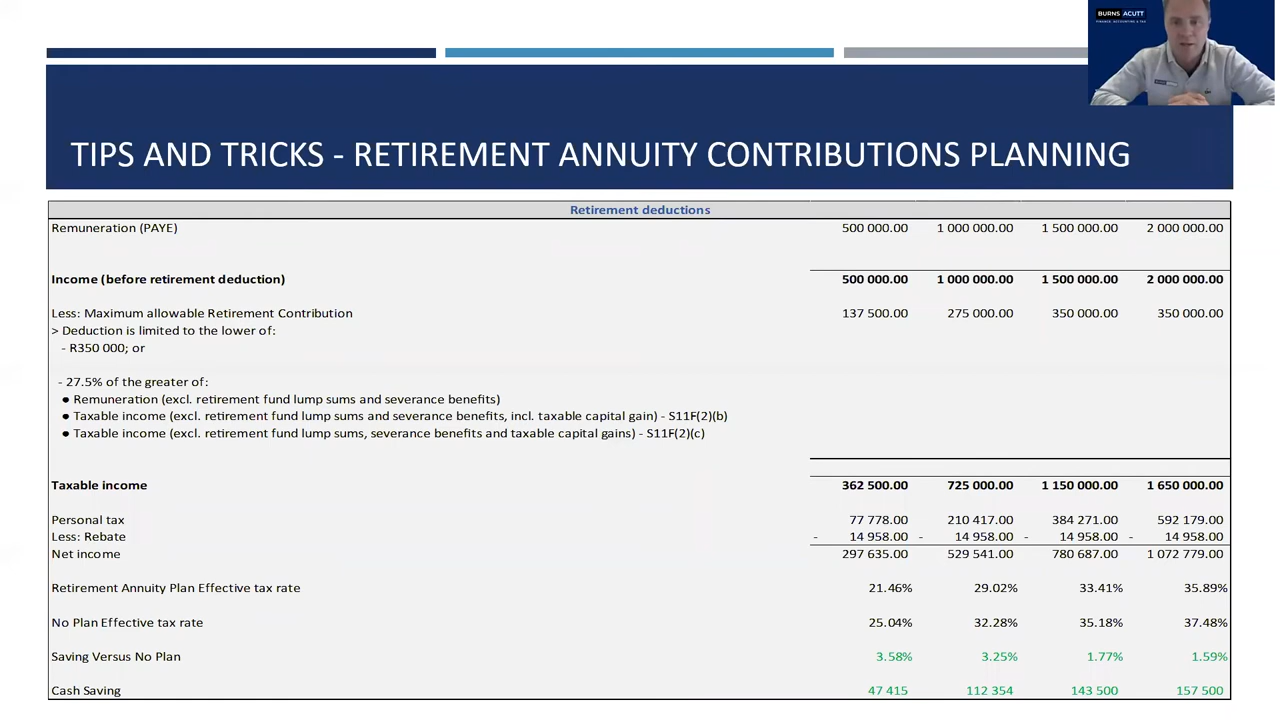 BURNS ACUTT
FINANCE, ACCOUNTING & TAX
TIPS AND TRICKS - RETIREMENT ANNUITY CONTRIBUTIONS PLANNING
Retirement deductions
Remuneration (PAYE) 500 000.00 1 000 000.00 1 500 000.00 2 000 000.00
Income (before retirement deduction) 500 000.00 1 000 000.00 1 500 000.00 2 000 000.00
Less: Maximum allowable Retirement Contribution 137 500.00 275 000.00 350 000.00 350 000.00
> Deduction is limited to the lower of:
- R350 000; or
- 27.5% of the greater of:
● Remuneration (excl. retirement fund lump sums and severance benefits)
● Taxable income (excl. retirement fund lump sums and severance benefits, incl. taxable capital gain) - S11F(2)(b)
● Taxable income (excl. retirement fund lump sums, severance benefits and taxable capital gains) - S11F(2)(c)
Taxable income 362 500.00 725 000.00 1 150 000.00 1 650 000.00
Personal tax 77 778.00 210 417.00 384 271.00 592 179.00
Less: Rebate - 14 958.00 - 14 958.00 - 14 958.00 - 14 958.00
Net income 297 635.00 529 541.00 780 687.00 1 072 779.00
Retirement Annuity Plan Effective tax rate 21.46% 29.02% 33.41% 35.89%
No Plan Effective tax rate 25.04% 32.28% 35.18% 37.48%
Saving Versus No Plan 3.58% 3.25% 1.77% 1.59%
Cash Saving 47 415 112 354 143 500 157 500